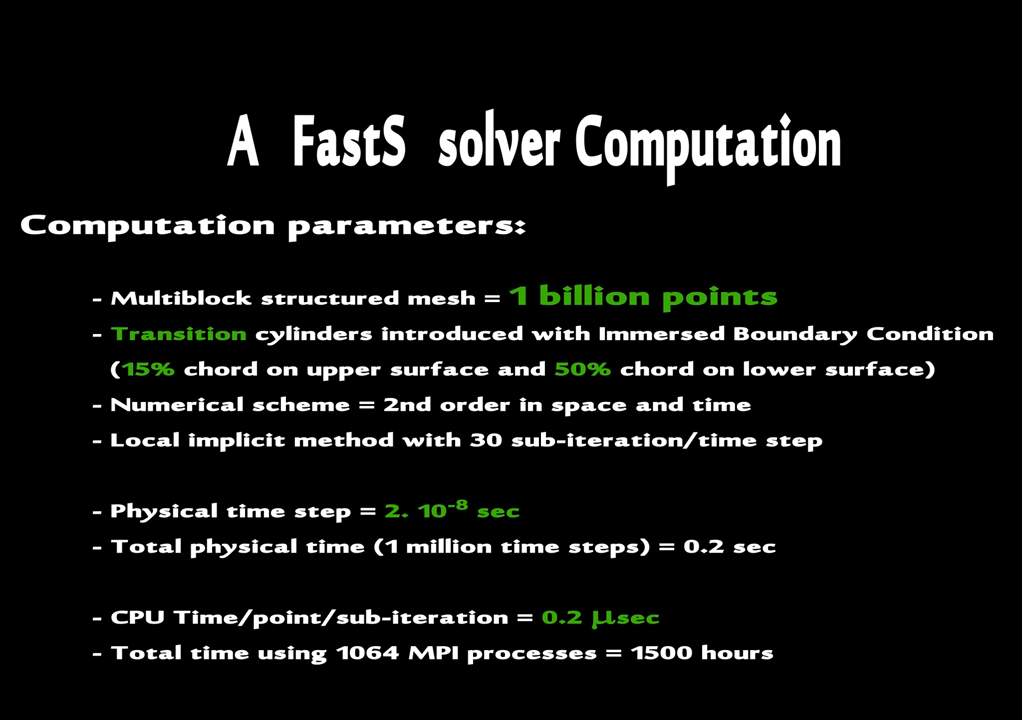 A FastS solver Computation
Computation parameters:
- Multiblock structured mesh = 1 billion points
- Transition cylinders introduced with Immersed Boundary Condition
(15% chord on upper surface and 50% chord on lower surface)
- Numerical scheme = 2nd order in space and time
- Local implicit method with 30 sub-iteration/time step
- Physical time step = 2. 10⁻⁸ sec
- Total physical time (1 million time steps) = 0.2 sec
- CPU Time/point/sub-iteration = 0.2 μsec
- Total time using 1064 MPI processes = 1500 hours